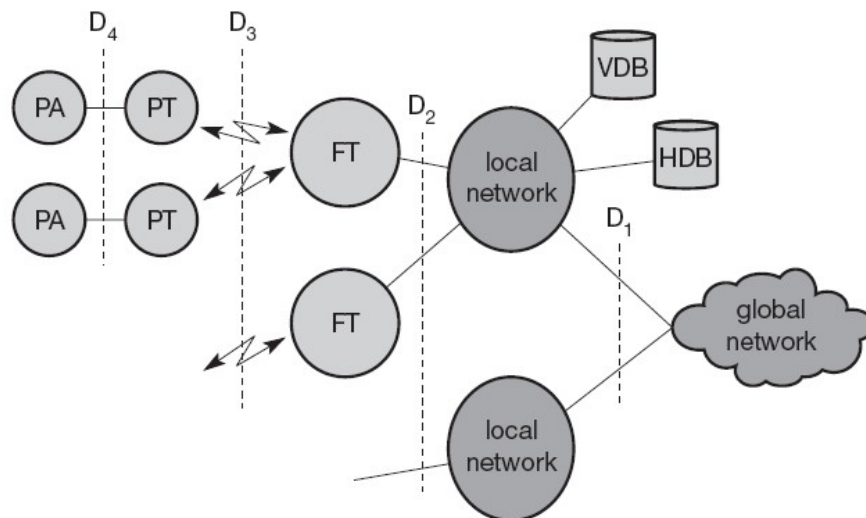 D4
D3
PA
PT
FT
D2
VDB
local
network
HDB
PA
PT
D1
FT
global
network
local
network